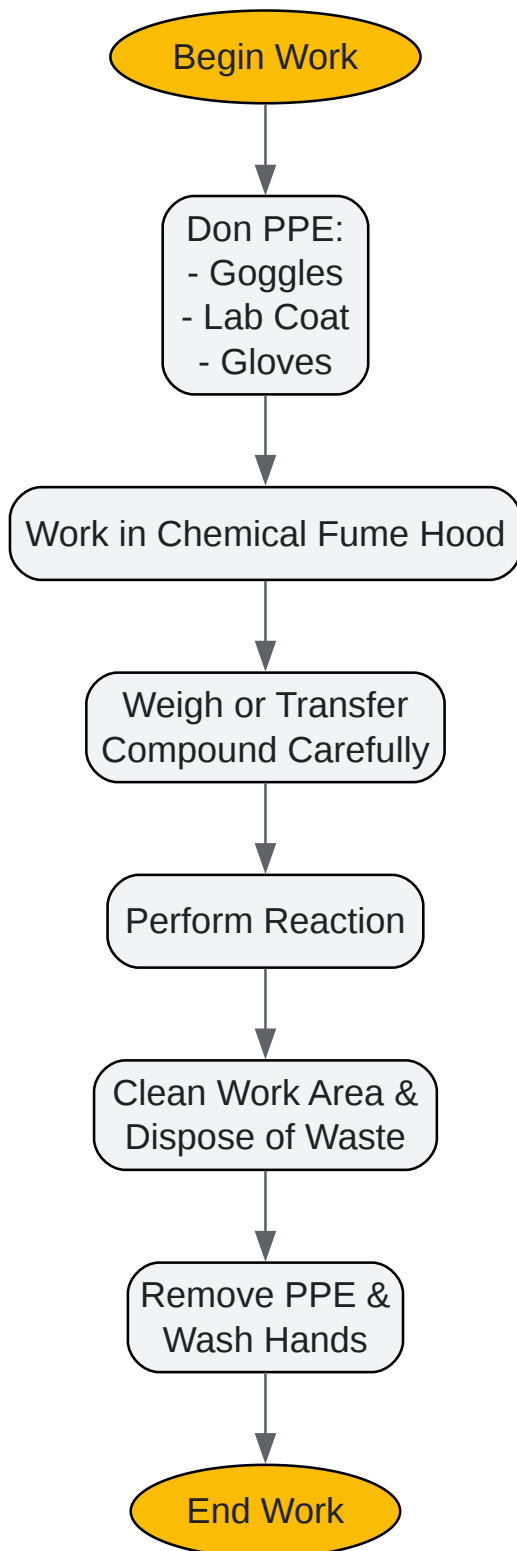 Begin Work
Don PPE:
- Goggles
- Lab Coat
- Gloves
Work in Chemical Fume Hood
Weigh or Transfer
Compound Carefully
Perform Reaction
Clean Work Area &
Dispose of Waste
Remove PPE &
Wash Hands
End Work